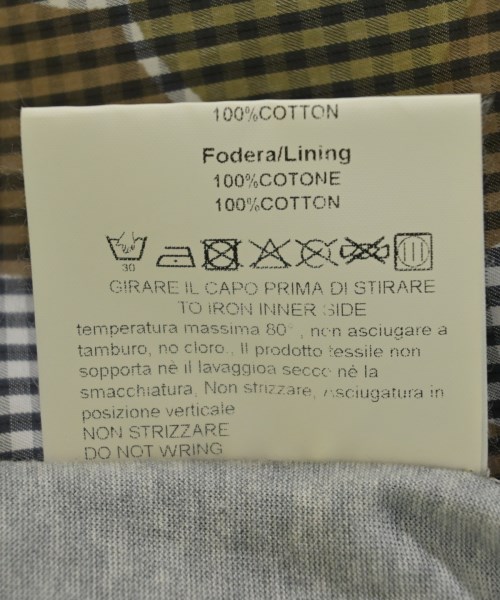 100%COTTON
Fodera/Lining
100%COTONE
100%COTTON
30
GIRARE IL CAPO PRIMA DI STIRARE
TO IRON INNER SIDE
temperatura massima 80° , non asciugare a
tamburo, no cloro., Il prodotto tessile non
sopporta nè il lavaggioa secco né la
smacchiatura, Non strizzare, Asciugatura in
posizione verticale
NON STRIZZARE
DO NOT WRING